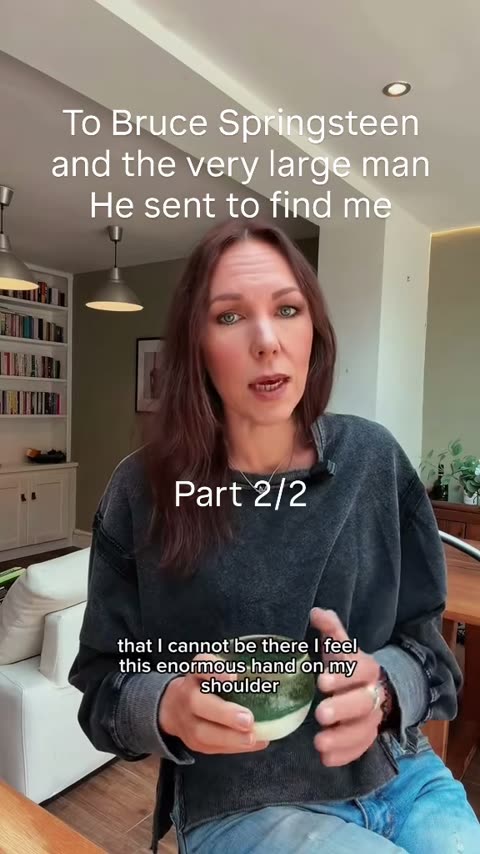 To Bruce Springsteen
and the very large man
He sent to find me
Part 2/2
that I cannot be there I feel
this enormous hand on my
shoulder